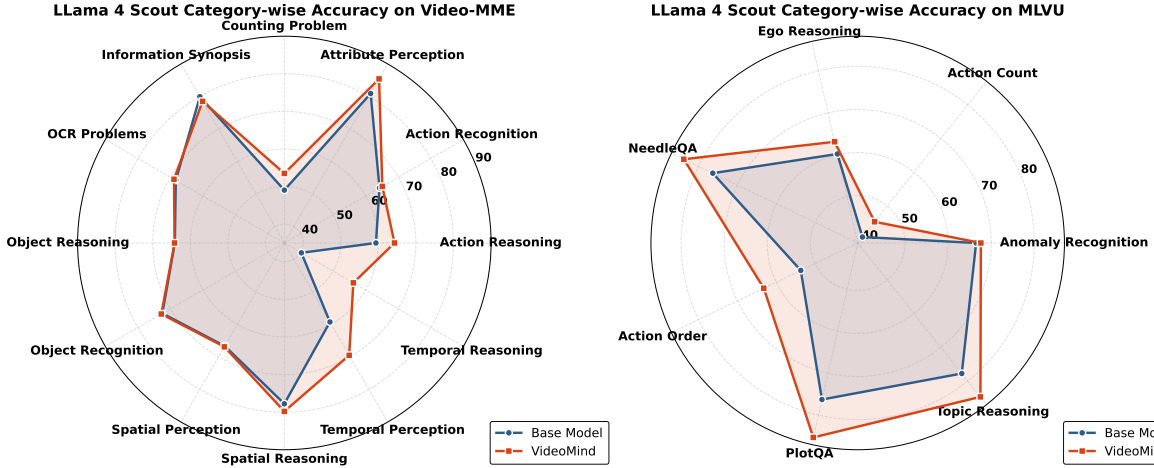 LLama 4 Scout Category-wise Accuracy on Video-MME
Counting Problem
Information Synopsis
Attribute Perception
OCR Problems
Action Recognition
90
80
70
60
50
40
Object Reasoning
Action Reasoning
Object Recognition
Temporal Reasoning
Spatial Perception
Temporal Perception
Spatial Reasoning
Base Model
VideoMind
LLama 4 Scout Category-wise Accuracy on MLVU
Ego Reasoning
Action Count
NeedleQA
80
70
60
50
40
Anomaly Recognition
Action Order
Topic Reasoning
PlotQA
Base Mo
VideoMi